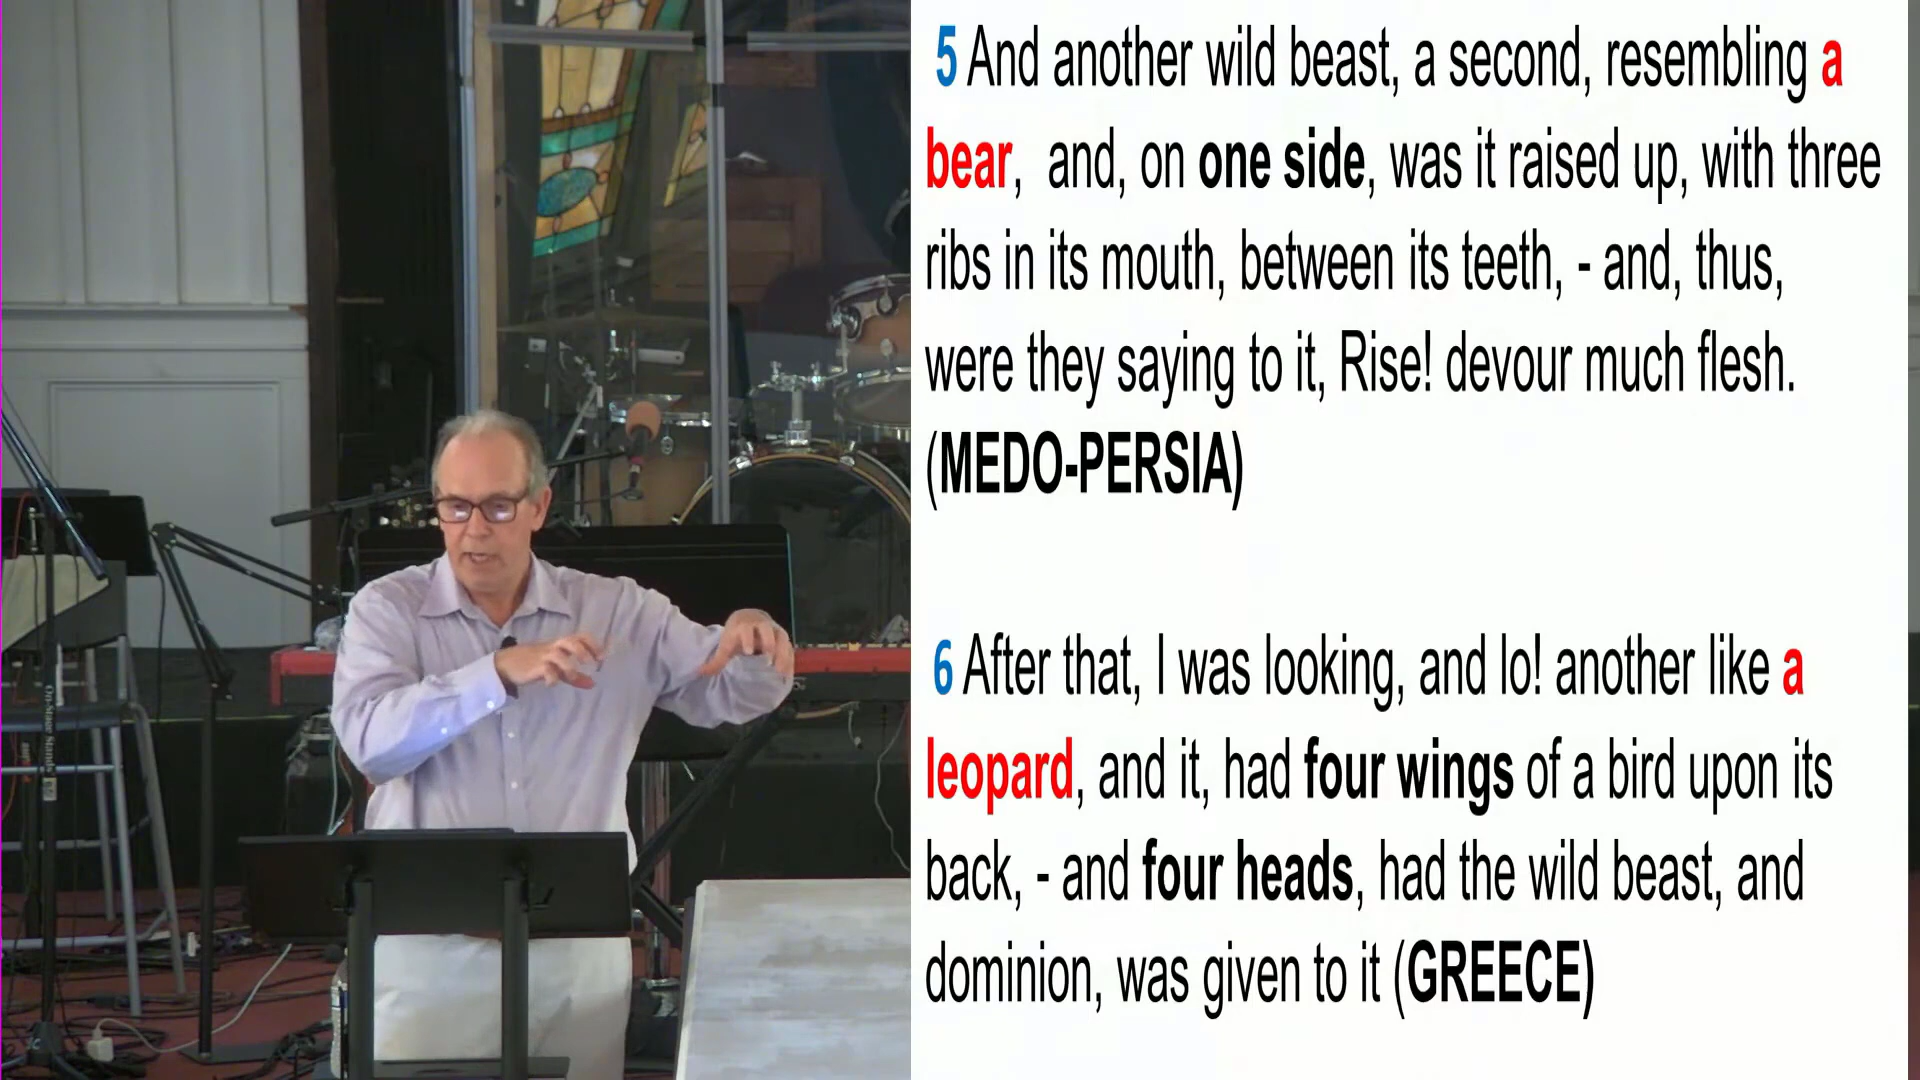 5 And another wild beast, a second, resembling a
bear, and, on one side, was it raised up, with three
ribs in its mouth, between its teeth, - and, thus,
were they saying to it, Rise! devour much flesh.
(MEDO-PERSIA)
6 After that, I was looking, and lo! another like a
leopard, and it, had four wings of a bird upon its
back, - and four heads, had the wild beast, and
dominion, was given to it (GREECE)
On-Stage Stands